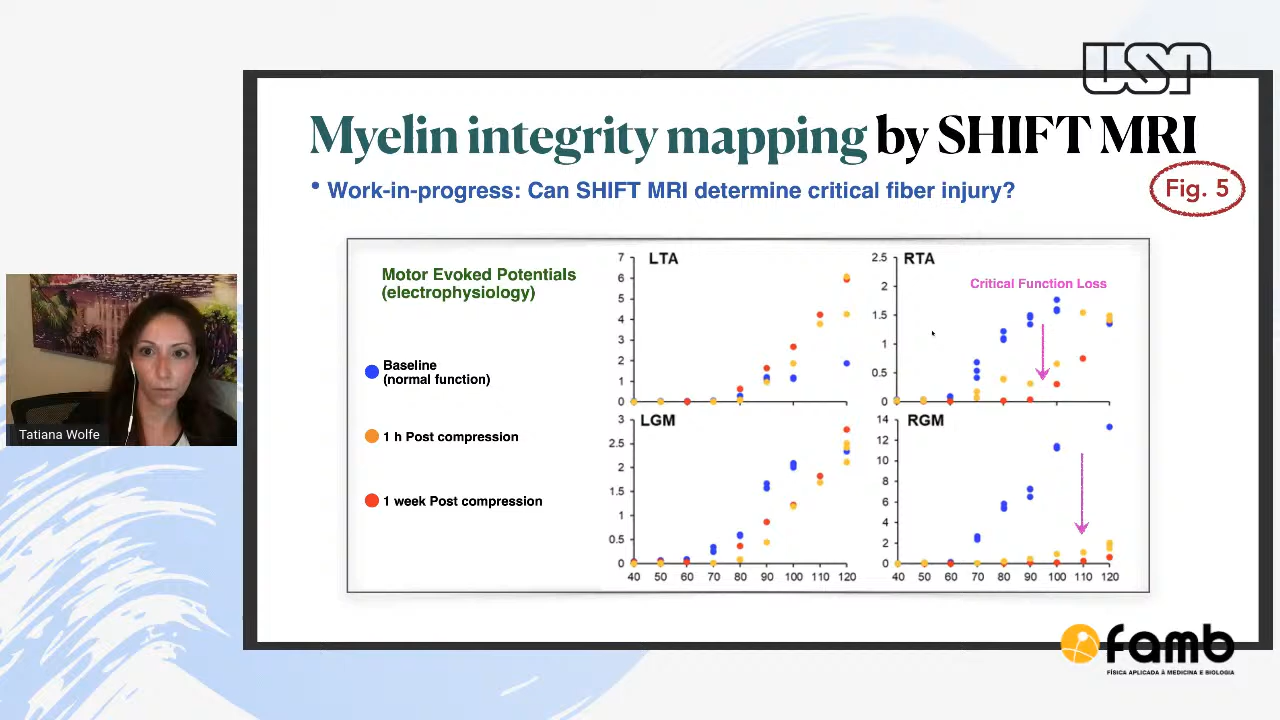 USP
Myelin integrity mapping by SHIFT MRI
• Work-in-progress: Can SHIFT MRI determine critical fiber injury?
Fig. 5
Motor Evoked Potentials
(electrophysiology)
Baseline
(normal function)
1 h Post compression
1 week Post compression
LTA
7
6
5
4
3
2
1
0
RTA
Critical Function Loss
2.5
2
1.5
1
0.5
0
LGM
3
2.5
2
1.5
1
0.5
0
40 50 60 70 80 90 100 110 120
RGM
14
12
10
8
6
4
2
0
40 50 60 70 80 90 100 110 120
Tatiana Wolfe
famb
FÍSICA APLICADA À MEDICINA E BIOLOGIA